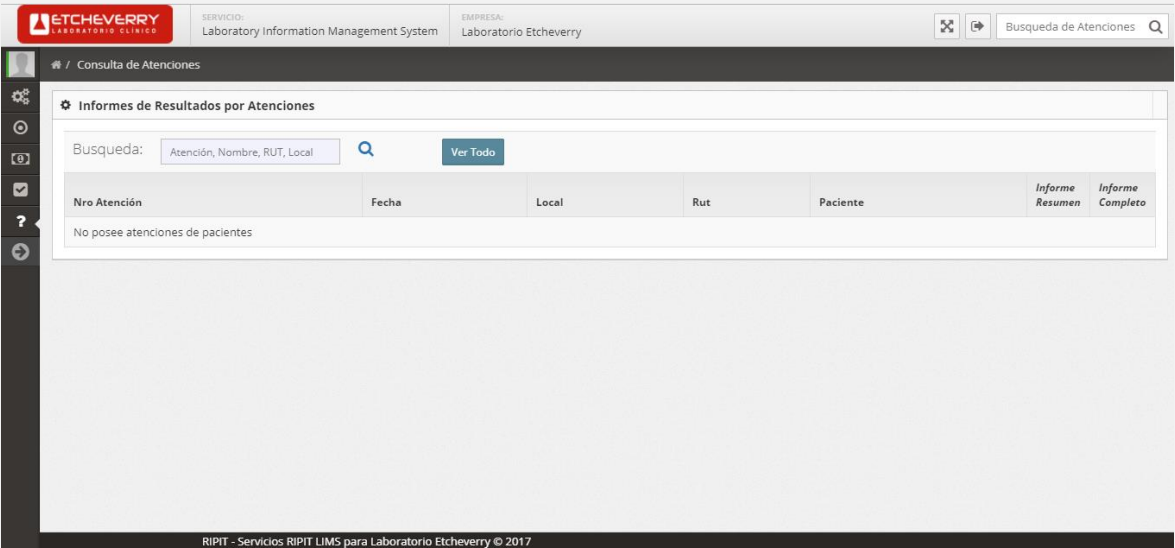 ETCHEVERRY
LABORATORIO CLÍNICO
SERVICIO:
Laboratory Information Management System
EMPRESA:
Laboratorio Etcheverry
Busqueda de Atenciones
/ Consulta de Atenciones
Informes de Resultados por Atenciones
Busqueda:
Atención, Nombre, RUT, Local
Ver Todo
Nro Atención
Fecha
Local
Rut
Paciente
Informe Resumen
Informe Completo
No posee atenciones de pacientes
RIPIT - Servicios RIPIT LIMS para Laboratorio Etcheverry © 2017